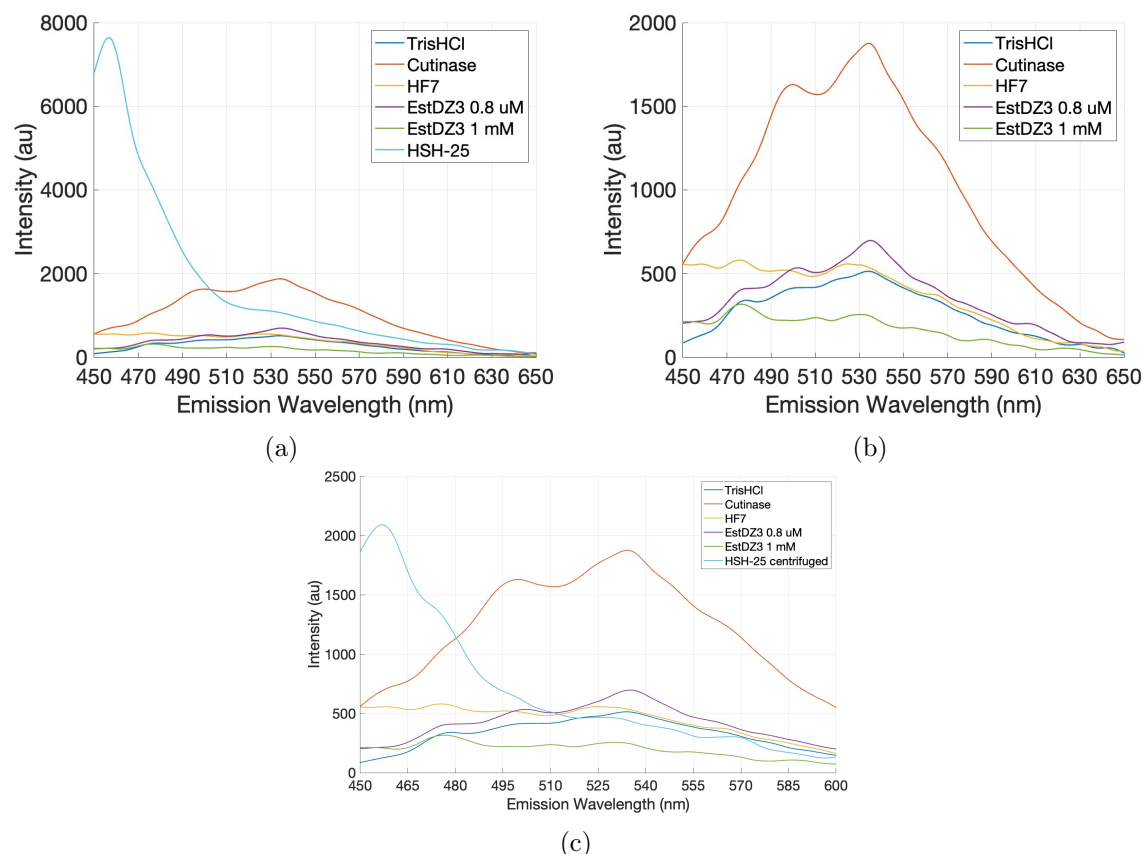 8000
6000
4000
2000
0
Intensity (au)
450 470 490 510 530 550 570 590 610 630 650
Emission Wavelength (nm)
TrisHCl
Cutinase
HF7
EstDZ3 0.8 uM
EstDZ3 1 mM
HSH-25
(a)
2000
1500
1000
500
0
Intensity (au)
450 470 490 510 530 550 570 590 610 630 650
Emission Wavelength (nm)
TrisHCl
Cutinase
HF7
EstDZ3 0.8 uM
EstDZ3 1 mM
(b)
2500
2000
1500
1000
500
0
Intensity (au)
450 465 480 495 510 525 540 555 570 585 600
Emission Wavelength (nm)
TrisHCl
Cutinase
HF7
EstDZ3 0.8 uM
EstDZ3 1 mM
HSH-25 centrifuged
(c)